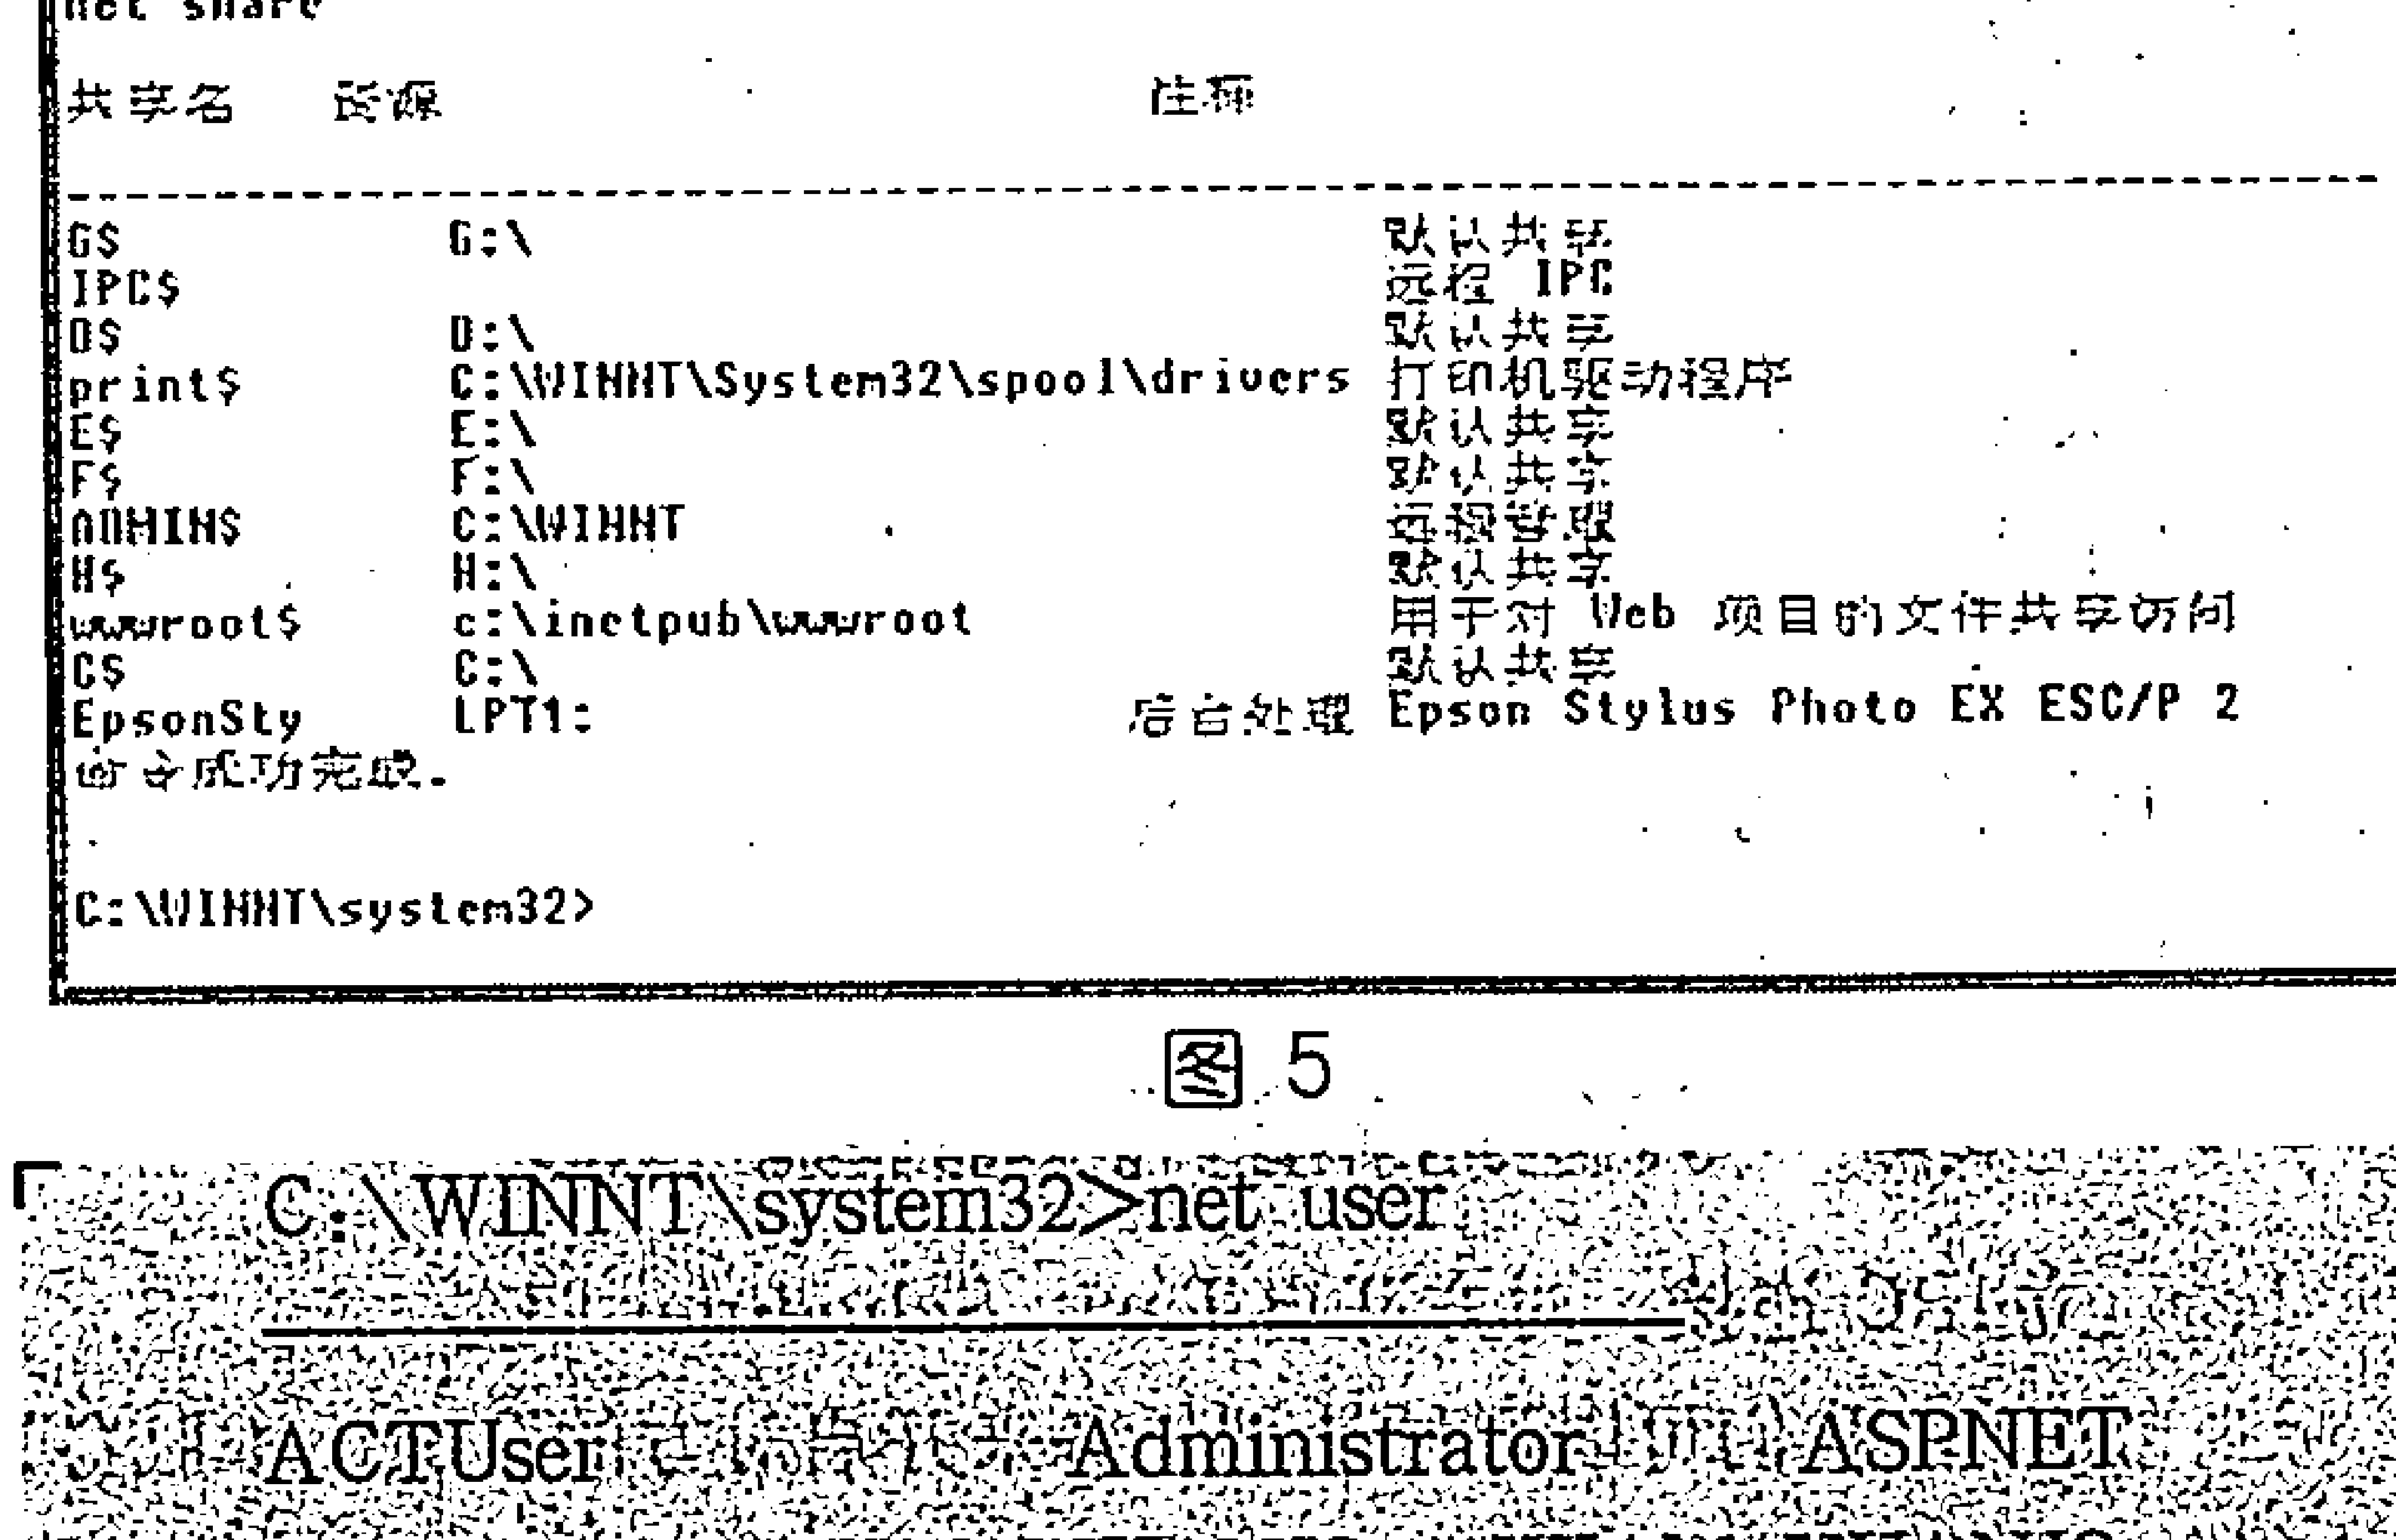 net share
共享名 资源 注释
G$ G:\ 默认共享
IPC$ 远程 IPC
D$ D:\ 默认共享
print$ C:\WINNT\System32\spool\drivers 打印机驱动程序
E$ E:\ 默认共享
F$ F:\ 默认共享
ADMIN$ C:\WINNT 远程管理
H$ H:\ 默认共享
wwwroot$ c:\inetpub\wwwroot 用于对 Web 项目的文件共享访问
C$ C:\ 默认共享
EpsonSty LPT1: 后台处理 Epson Stylus Photo EX ESC/P 2
命令成功完成.
C:\WINNT\system32>
图 5
C:\WINNT\system32>net user
ACTUser Administrator ASPNET